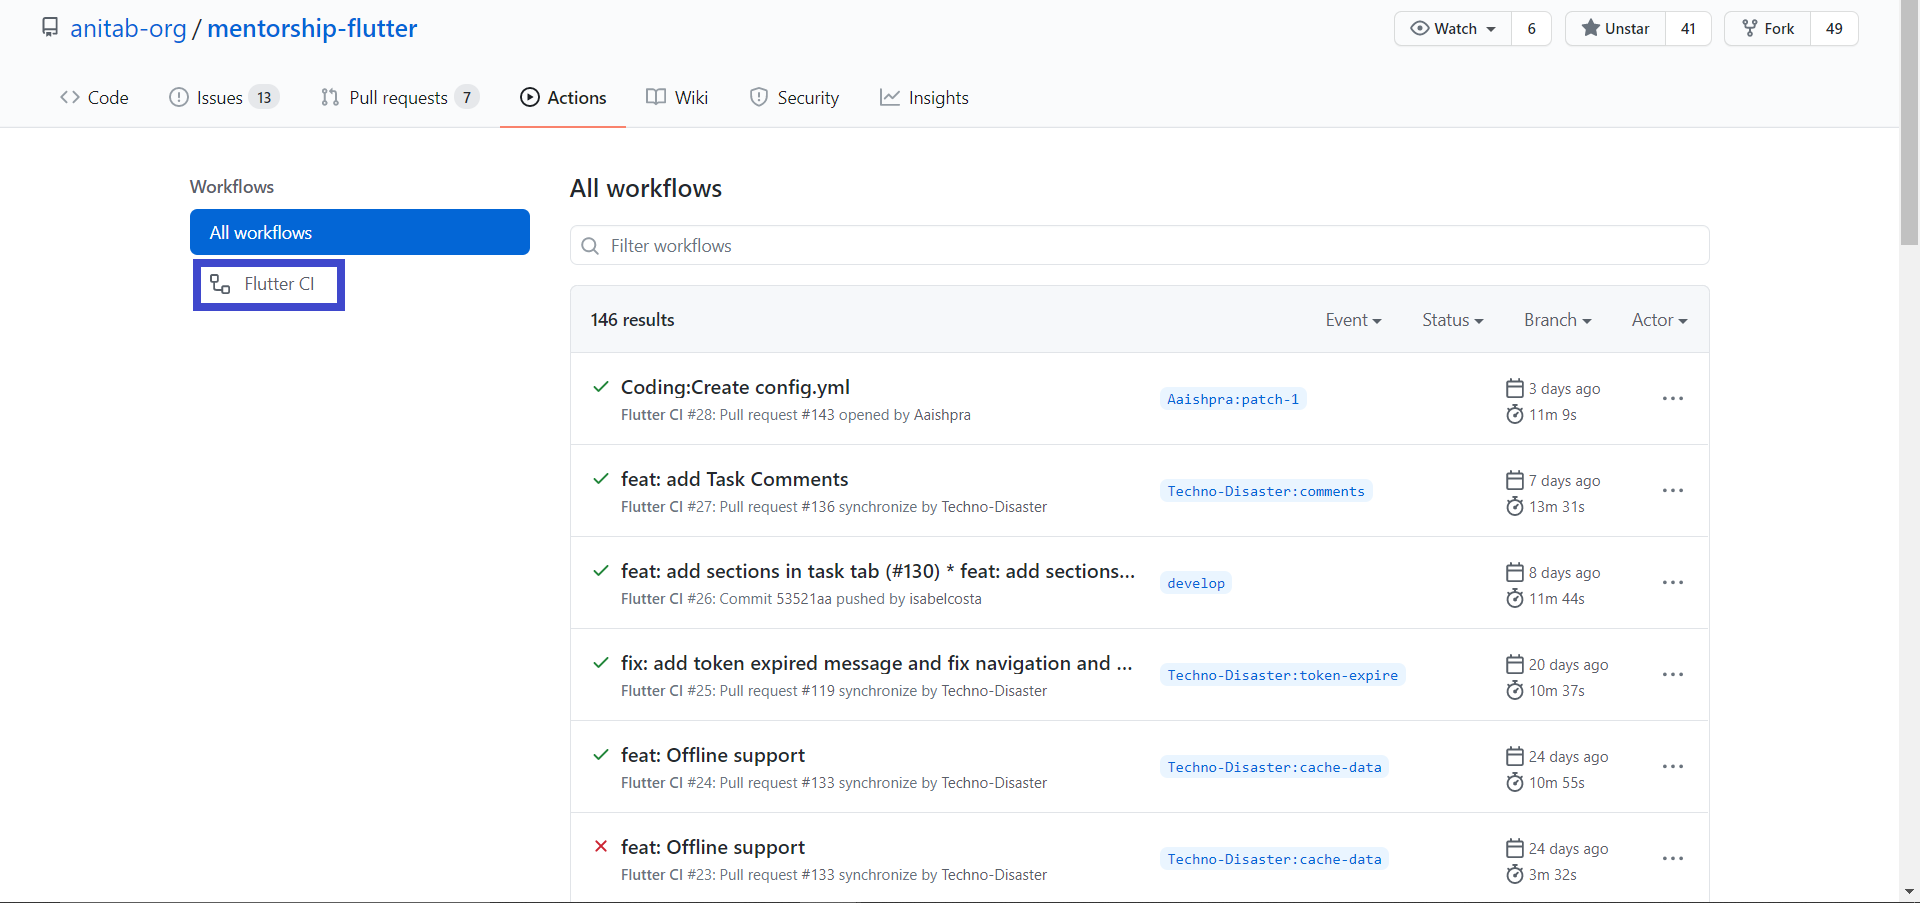 anitab-org / mentorship-flutter
Watch 6
Unstar 41
Fork 49
Code
Issues 13
Pull requests 7
Actions
Wiki
Security
Insights
Workflows
All workflows
Flutter CI
All workflows
Filter workflows
146 results
Event
Status
Branch
Actor
Coding:Create config.yml
Flutter CI #28: Pull request #143 opened by Aaishpra
Aaishpra:patch-1
3 days ago
11m 9s
feat: add Task Comments
Flutter CI #27: Pull request #136 synchronize by Techno-Disaster
Techno-Disaster:comments
7 days ago
13m 31s
feat: add sections in task tab (#130) * feat: add sections...
Flutter CI #26: Commit 53521aa pushed by isabelcosta
develop
8 days ago
11m 44s
fix: add token expired message and fix navigation and ...
Flutter CI #25: Pull request #119 synchronize by Techno-Disaster
Techno-Disaster:token-expire
20 days ago
10m 37s
feat: Offline support
Flutter CI #24: Pull request #133 synchronize by Techno-Disaster
Techno-Disaster:cache-data
24 days ago
10m 55s
feat: Offline support
Flutter CI #23: Pull request #133 synchronize by Techno-Disaster
Techno-Disaster:cache-data
24 days ago
3m 32s